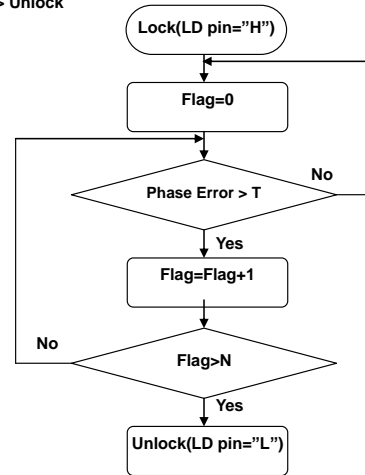 > Unlock
Lock(LD pin=”H”)
Flag=0
Phase Error > T
No
Yes
Flag=Flag+1
No
Flag>N
Yes
Unlock(LD pin=”L”)